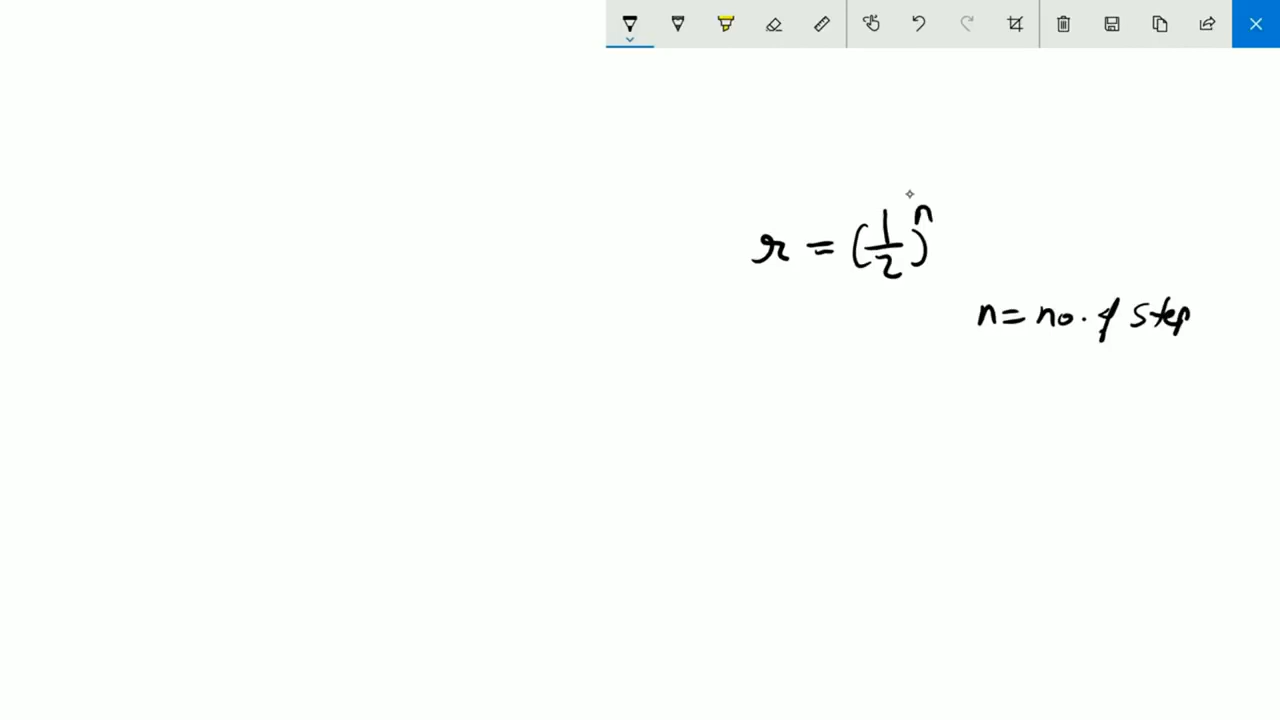 r = (1/2)^n
n = no. of step